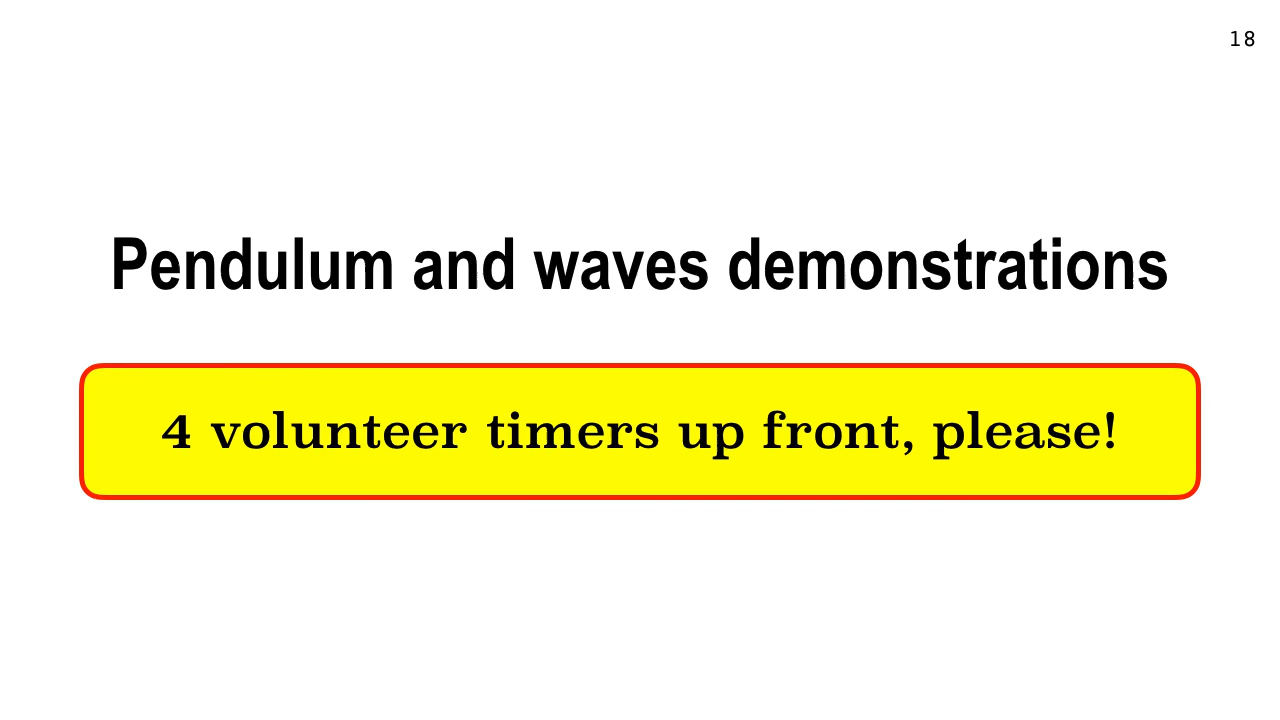 18
Pendulum and waves demonstrations
4 volunteer timers up front, please!